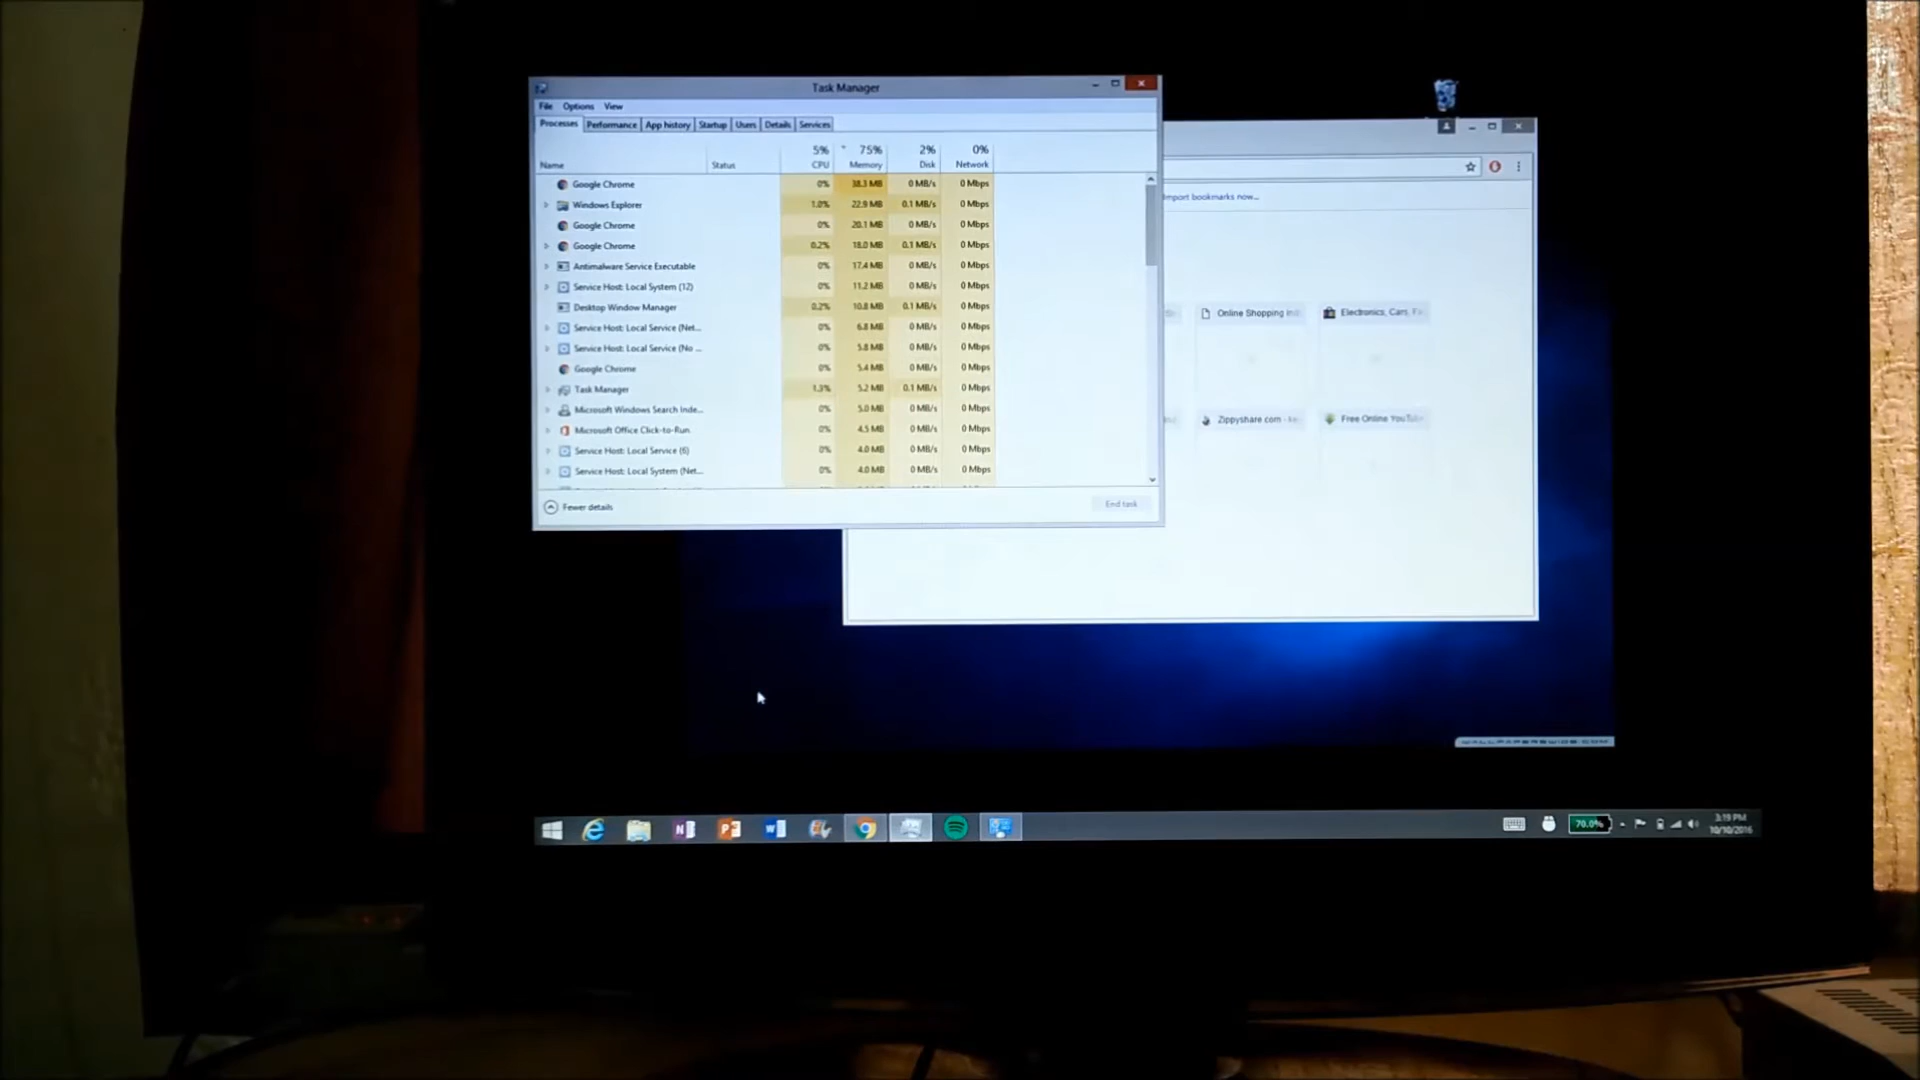 Task Manager
File Options View
Processes Performance App history Startup Users Details Services
5% 75% 2% 0%
Name Status CPU Memory Disk Network
Google Chrome 0% 38.3 MB 0 MB/s 0 Mbps
Windows Explorer 1.0% 22.9 MB 0.1 MB/s 0 Mbps
Google Chrome 0% 20.1 MB 0 MB/s 0 Mbps
Google Chrome 0.2% 18.0 MB 0.1 MB/s 0 Mbps
Antimalware Service Executable 0% 17.4 MB 0 MB/s 0 Mbps
Service Host: Local System (12) 0% 11.2 MB 0 MB/s 0 Mbps
Desktop Window Manager 0.2% 10.8 MB 0.1 MB/s 0 Mbps
Service Host: Local Service (Net... 0% 6.8 MB 0 MB/s 0 Mbps
Service Host: Local Service (No ... 0% 5.8 MB 0 MB/s 0 Mbps
Google Chrome 0% 5.4 MB 0 MB/s 0 Mbps
Task Manager 1.3% 5.2 MB 0.1 MB/s 0 Mbps
Microsoft Windows Search Inde... 0% 5.0 MB 0 MB/s 0 Mbps
Microsoft Office Click-to-Run 0% 4.5 MB 0 MB/s 0 Mbps
Service Host: Local Service (6) 0% 4.0 MB 0 MB/s 0 Mbps
Service Host: Local System (Net... 0% 4.0 MB 0 MB/s 0 Mbps
Fewer details End task
Import bookmarks now...
Online Shopping Electronics, Cars,
Zippyshare.com - Free Online YouTube
WALLPAPERSWIDE.COM
70.0% 3:19 PM
10/10/2016